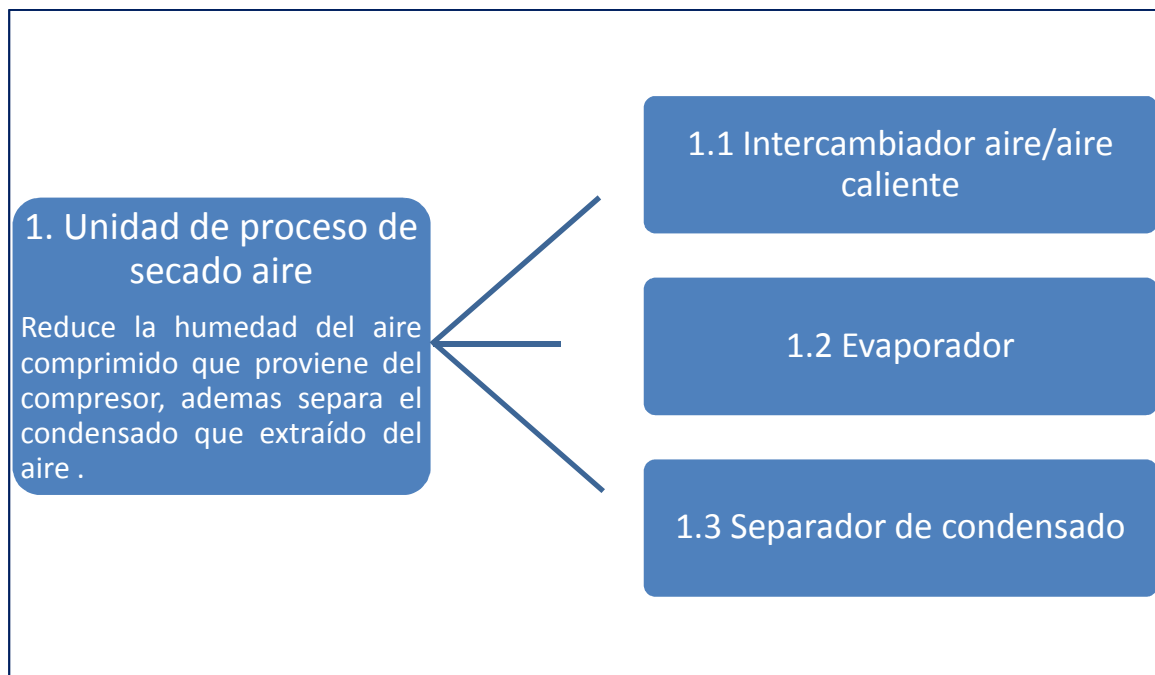 1. Unidad de proceso de
secado aire
Reduce la humedad del aire
comprimido que proviene del
compresor, ademas separa el
condensado que extraído del
aire .
1.1 Intercambiador aire/aire
caliente
1.2 Evaporador
1.3 Separador de condensado